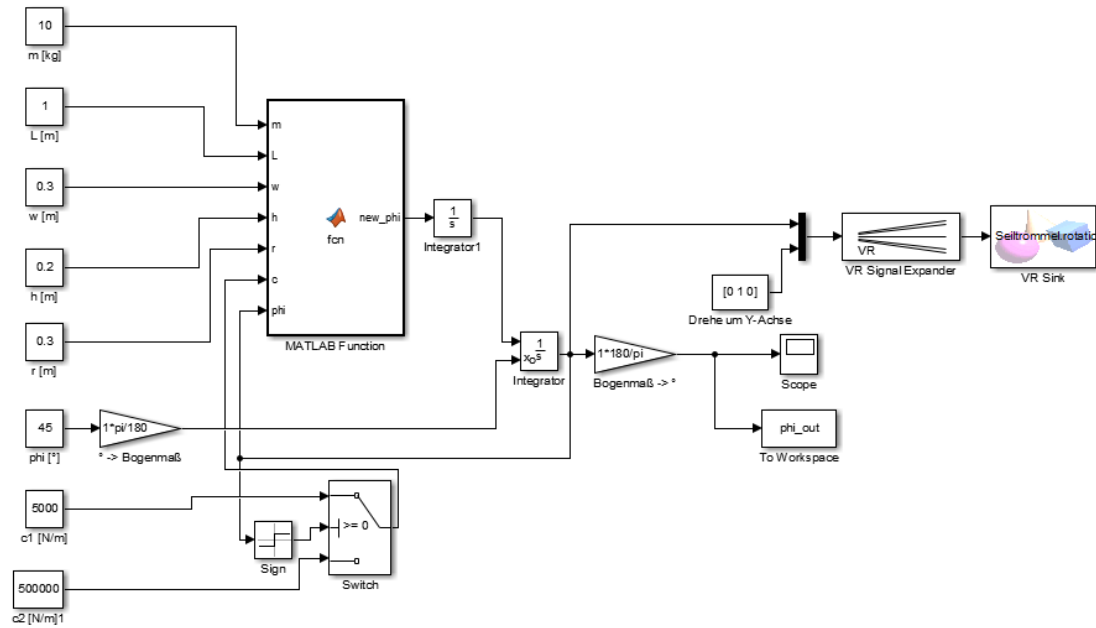 10
m [kg]
1
L [m]
0.3
w [m]
0.2
h [m]
0.3
r [m]
45
phi [°]
1*pi/180
° -> Bogenmaß
5000
c1 [N/m]
500000
c2 [N/m]1
m
L
w
h
r
c
phi
fcn
new_phi
MATLAB Function
1
s
Integrator1
Sign
>= 0
Switch
xo
1
s
Integrator
1*180/pi
Bogenmaß -> °
[0 1 0]
Drehe um Y-Achse
VR
VR Signal Expander
Seiltrommel.rotatio
VR Sink
Scope
phi_out
To Workspace